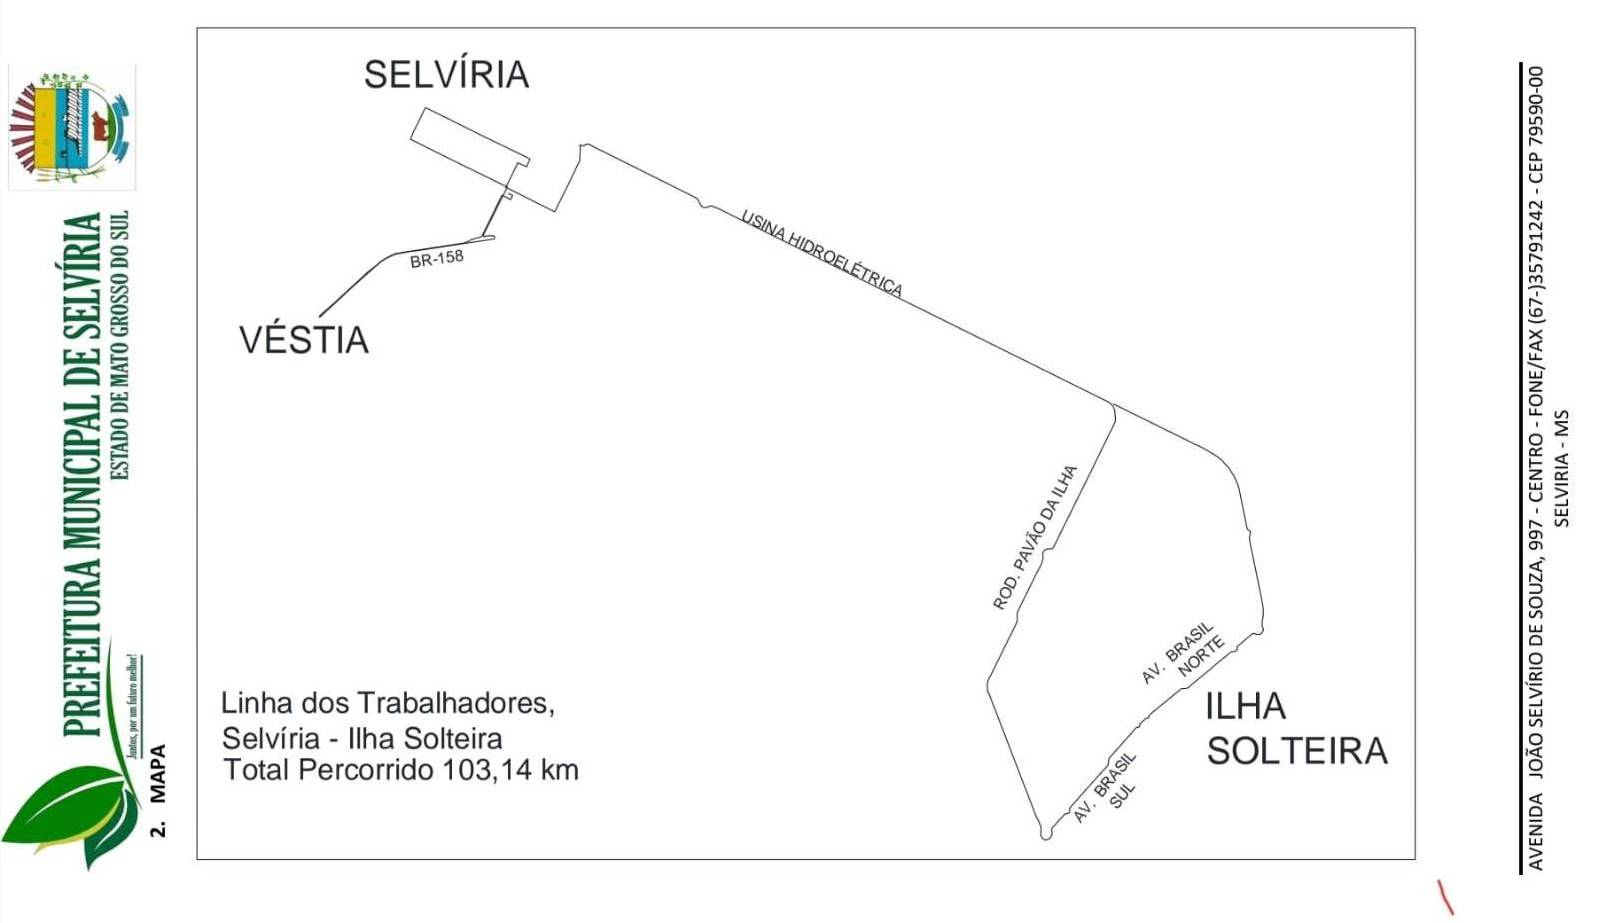 PREFEITURA MUNICIPAL DE SELVÍRIA
ESTADO DE MATO GROSSO DO SUL
Juntos, por um futuro melhor!
2. MAPA
SELVÍRIA
BR-158
VÉSTIA
USINA HIDROELÉTRICA
ROD. PAVÃO DA ILHA
AV. BRASIL
NORTE
ILHA
SOLTEIRA
AV. BRASIL
SUL
Linha dos Trabalhadores,
Selvíria - Ilha Solteira
Total Percorrido 103,14 km
AVENIDA JOÃO SELVÍRIO DE SOUZA, 997 - CENTRO - FONE/FAX (67-)35791242 - CEP 79590-00
SELVIRIA - MS